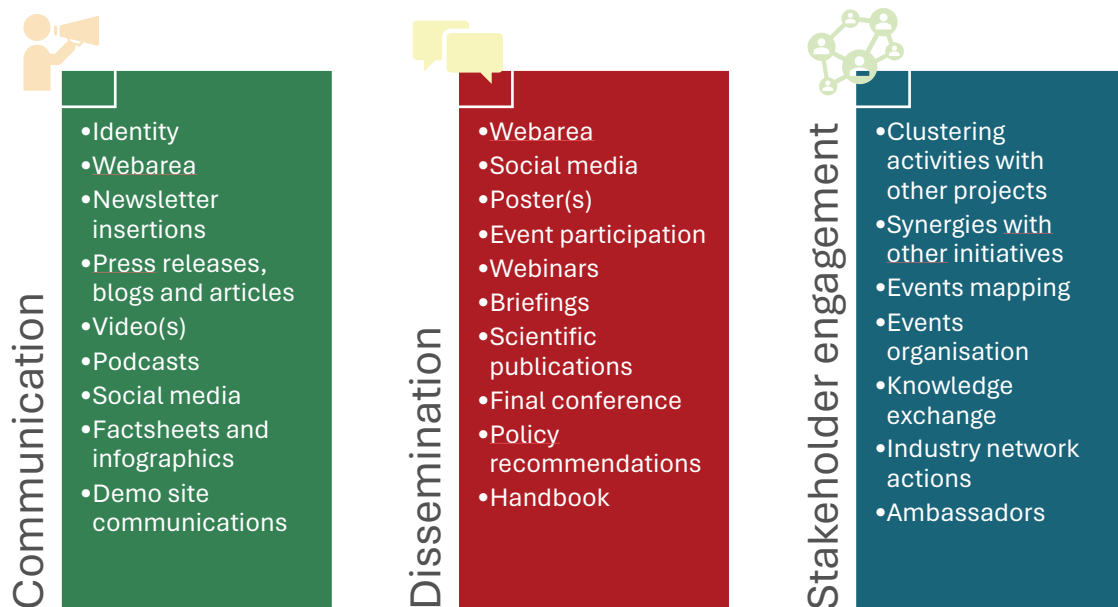 Communication
•Identity
•Webarea
•Newsletter
insertions
•Press releases,
blogs and articles
•Video(s)
•Podcasts
•Social media
•Factsheets and
infographics
•Demo site
communications
Dissemination
•Webarea
•Social media
•Poster(s)
•Event participation
•Webinars
•Briefings
•Scientific
publications
•Final conference
•Policy
recommendations
•Handbook
Stakeholder engagement
•Clustering
activities with
other projects
•Synergies with
other initiatives
•Events mapping
•Events
organisation
•Knowledge
exchange
•Industry network
actions
•Ambassadors